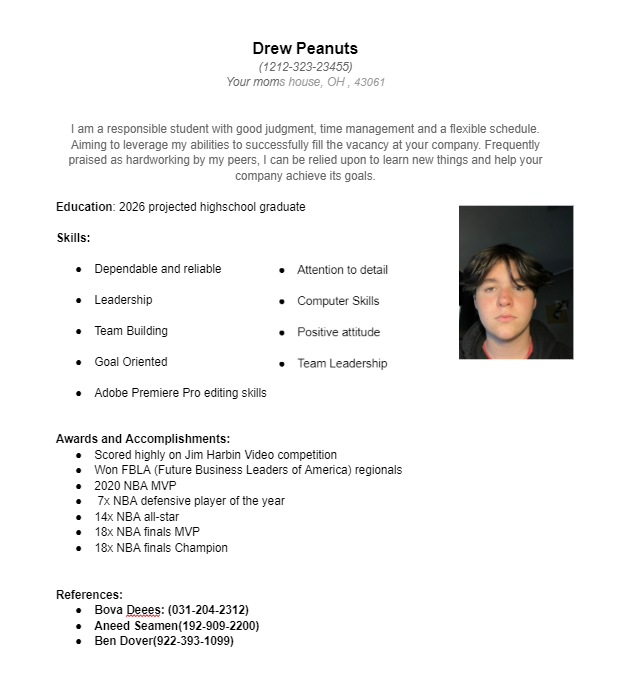 Drew Peanuts
(1212-323-23455)
Your moms house, OH , 43061
I am a responsible student with good judgment, time management and a flexible schedule.
Aiming to leverage my abilities to successfully fill the vacancy at your company. Frequently
praised as hardworking by my peers, I can be relied upon to learn new things and help your
company achieve its goals.
Education: 2026 projected highschool graduate
Skills:
● Dependable and reliable
● Leadership
● Team Building
● Goal Oriented
● Adobe Premiere Pro editing skills
● Attention to detail
● Computer Skills
● Positive attitude
● Team Leadership
Awards and Accomplishments:
● Scored highly on Jim Harbin Video competition
● Won FBLA (Future Business Leaders of America) regionals
● 2020 NBA MVP
● 7x NBA defensive player of the year
● 14x NBA all-star
● 18x NBA finals MVP
● 18x NBA finals Champion
References:
● Bova Deees: (031-204-2312)
● Aneed Seamen(192-909-2200)
● Ben Dover(922-393-1099)